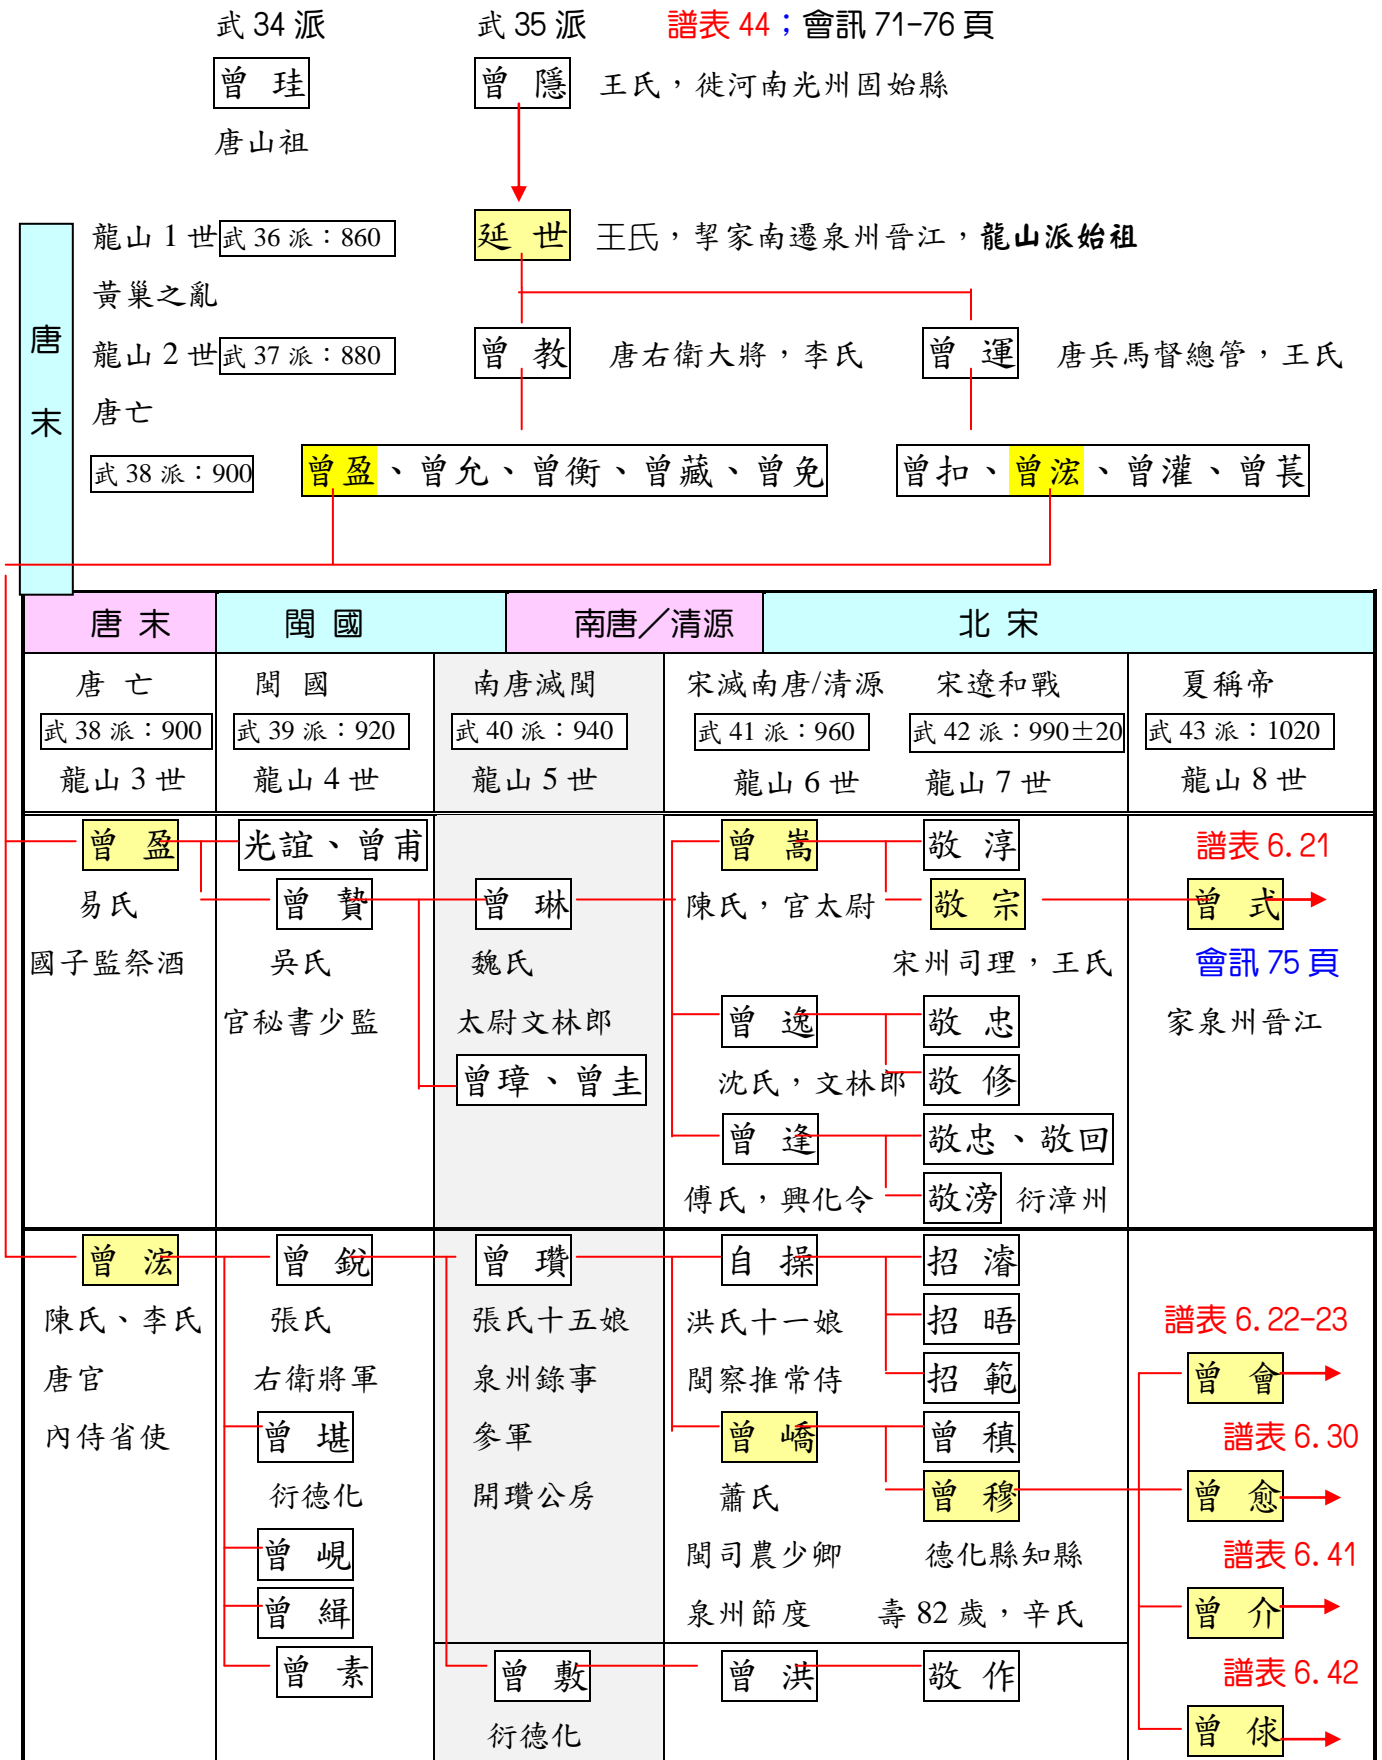 武 34 派 武 35 派 譜表 44；會訊 71-76 頁
曾 珪 曾 隱 王氏，徙河南光州固始縣
唐山祖
龍山 1 世 武 36 派：860 延 世 王氏，挈家南遷泉州晉江，龍山派始祖
黃巢之亂
唐末
龍山 2 世 武 37 派：880 曾 教 唐右衛大將，李氏 曾 運 唐兵馬督總管，王氏
唐亡
武 38 派：900 曾盈、曾允、曾衡、曾藏、曾免 曾扣、曾浤、曾灌、曾萇
唐 末 閩 國 南唐／清源 北 宋
唐 亡 閩 國 南唐滅閩 宋滅南唐/清源 宋遼和戰 夏稱帝
武 38 派：900 武 39 派：920 武 40 派：940 武 41 派：960 武 42 派：990±20 武 43 派：1020
龍山 3 世 龍山 4 世 龍山 5 世 龍山 6 世 龍山 7 世 龍山 8 世
曾 盈 光誼、曾甫 曾 嵩 敬 淳 譜表 6.21
易氏 曾 贄 曾 琳 陳氏，官太尉 敬 宗 曾 式
國子監祭酒 吳氏 魏氏 宋州司理，王氏 會訊 75 頁
官秘書少監 太尉文林郎 曾 逸 敬 忠 家泉州晉江
曾璋、曾圭 沈氏，文林郎 敬 修
曾 逢 敬忠、敬回
傅氏，興化令 敬滂 衍漳州
曾 浤 曾 銳 曾 瓚 自 操 招 濬
陳氏、李氏 張氏 張氏十五娘 洪氏十一娘 招 晤 譜表 6.22-23
唐官 右衛將軍 泉州錄事 閩察推常侍 招 範 曾 會
內侍省使 曾 堪 參軍 曾 嶠 曾 稹 譜表 6.30
衍德化 開瓚公房 蕭氏 曾 穆 曾 愈
曾 峴 閩司農少卿 德化縣知縣 譜表 6.41
曾 緝 泉州節度 壽 82 歲，辛氏 曾 介
曾 素 曾 敷 曾 洪 敬 作 譜表 6.42
衍德化 曾 俅